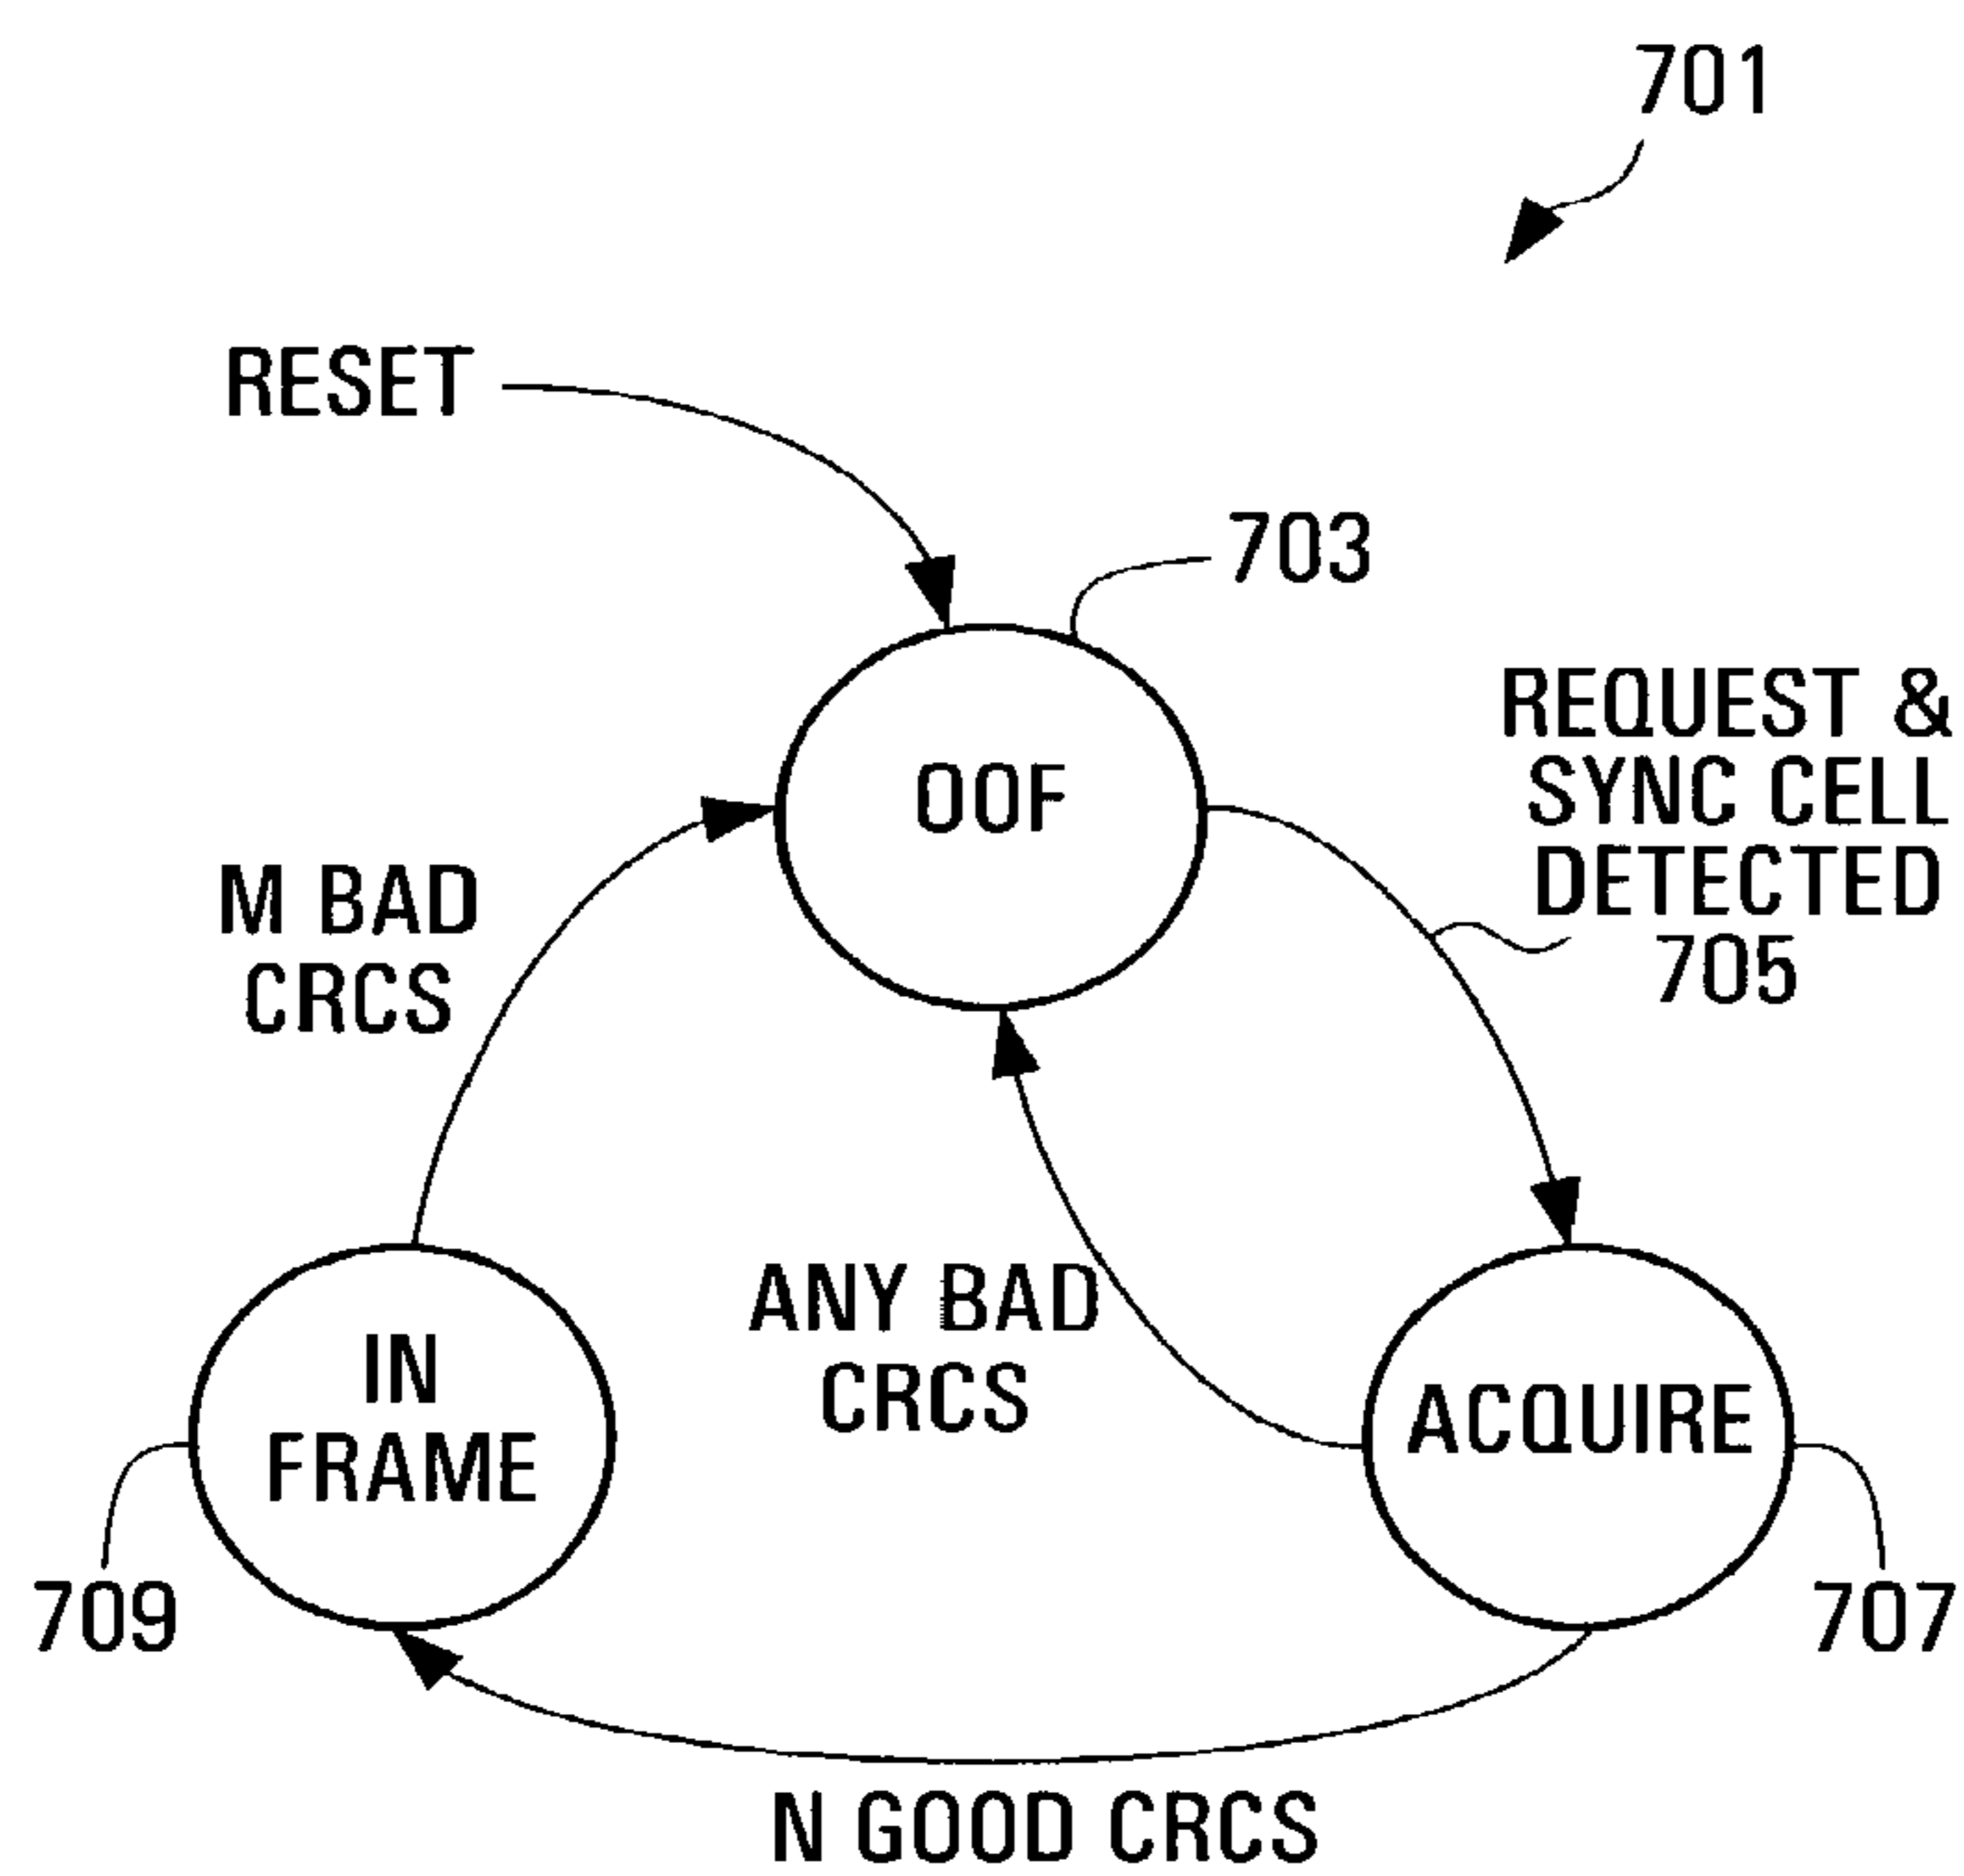 701
RESET
703
OOF
REQUEST &
SYNC CELL
DETECTED
705
M BAD
CRCS
ANY BAD
CRCS
IN
FRAME
ACQUIRE
709
707
N GOOD CRCS